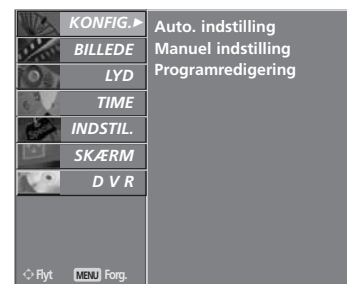 KONFIG.
BILLEDE
LYD
TIME
INDSTIL.
SKÆRM
D V R
Auto. indstilling
Manuel indstilling
Programredigering
Flyt MENU Forg.